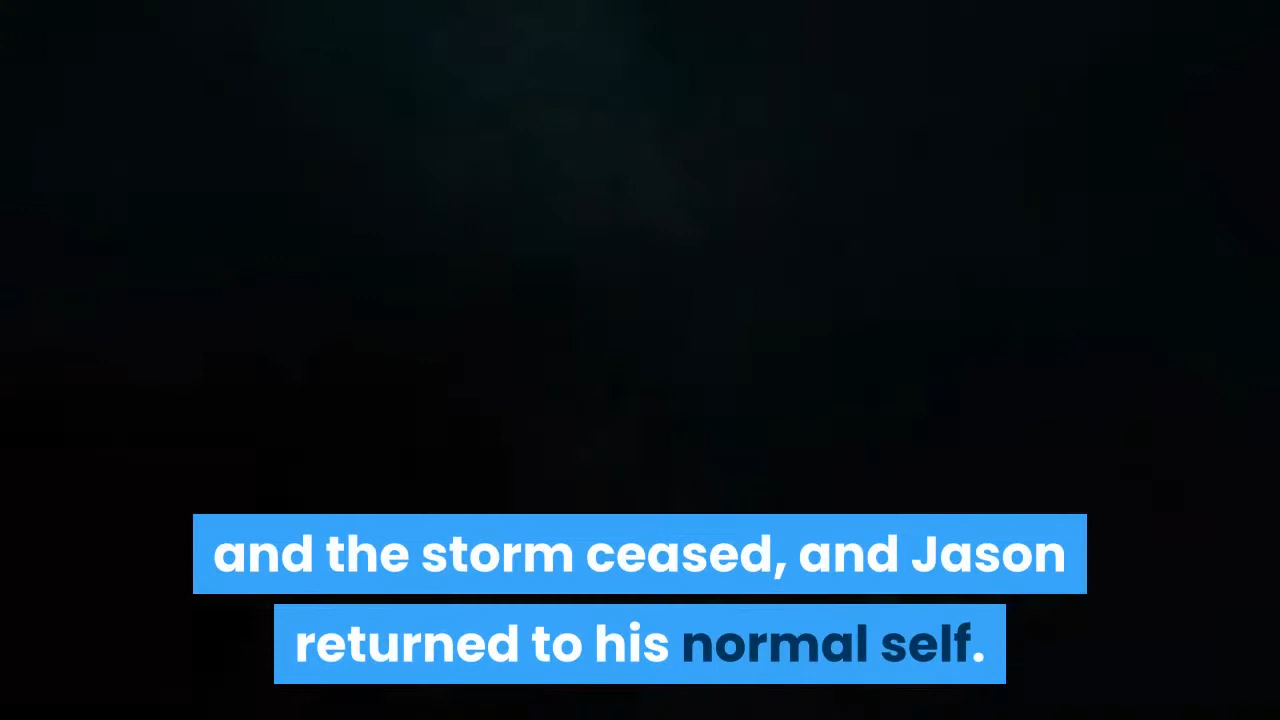 and the storm ceased, and Jason
returned to his normal self.